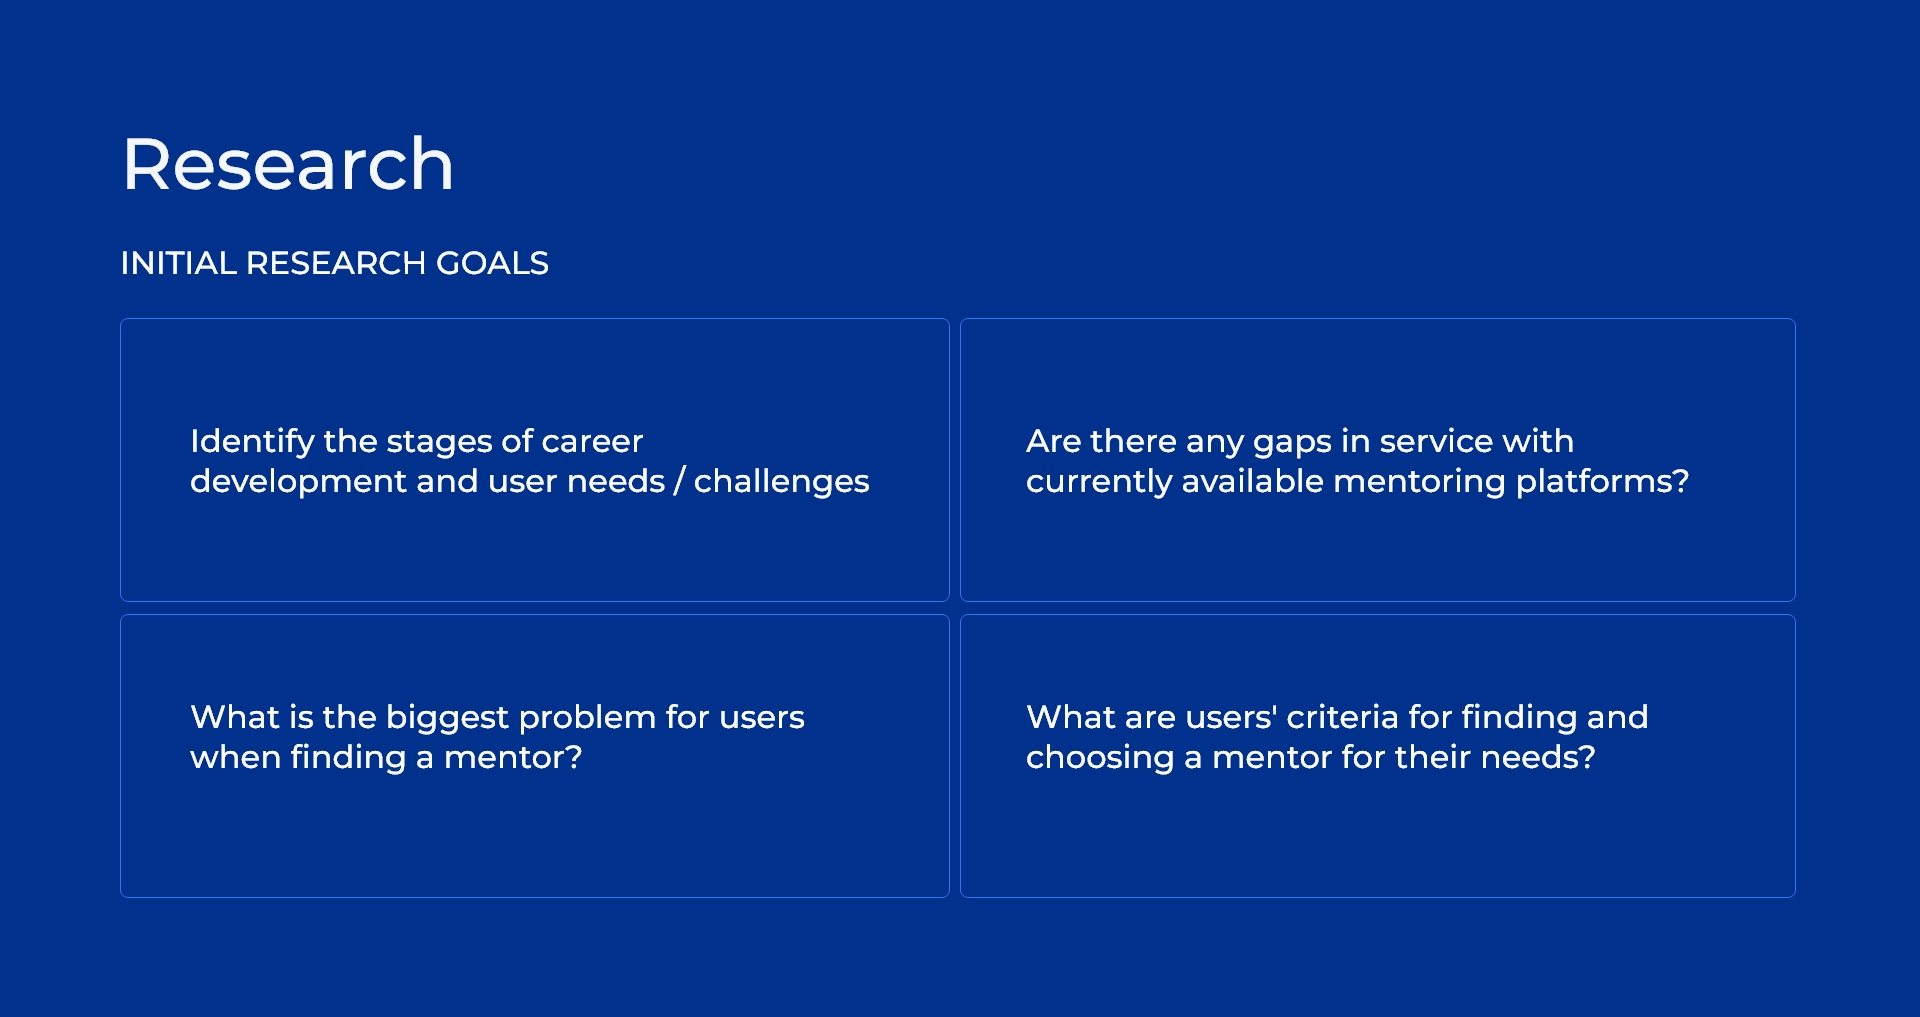 Research
INITIAL RESEARCH GOALS
Identify the stages of career
development and user needs / challenges
Are there any gaps in service with
currently available mentoring platforms?
What is the biggest problem for users
when finding a mentor?
What are users' criteria for finding and
choosing a mentor for their needs?